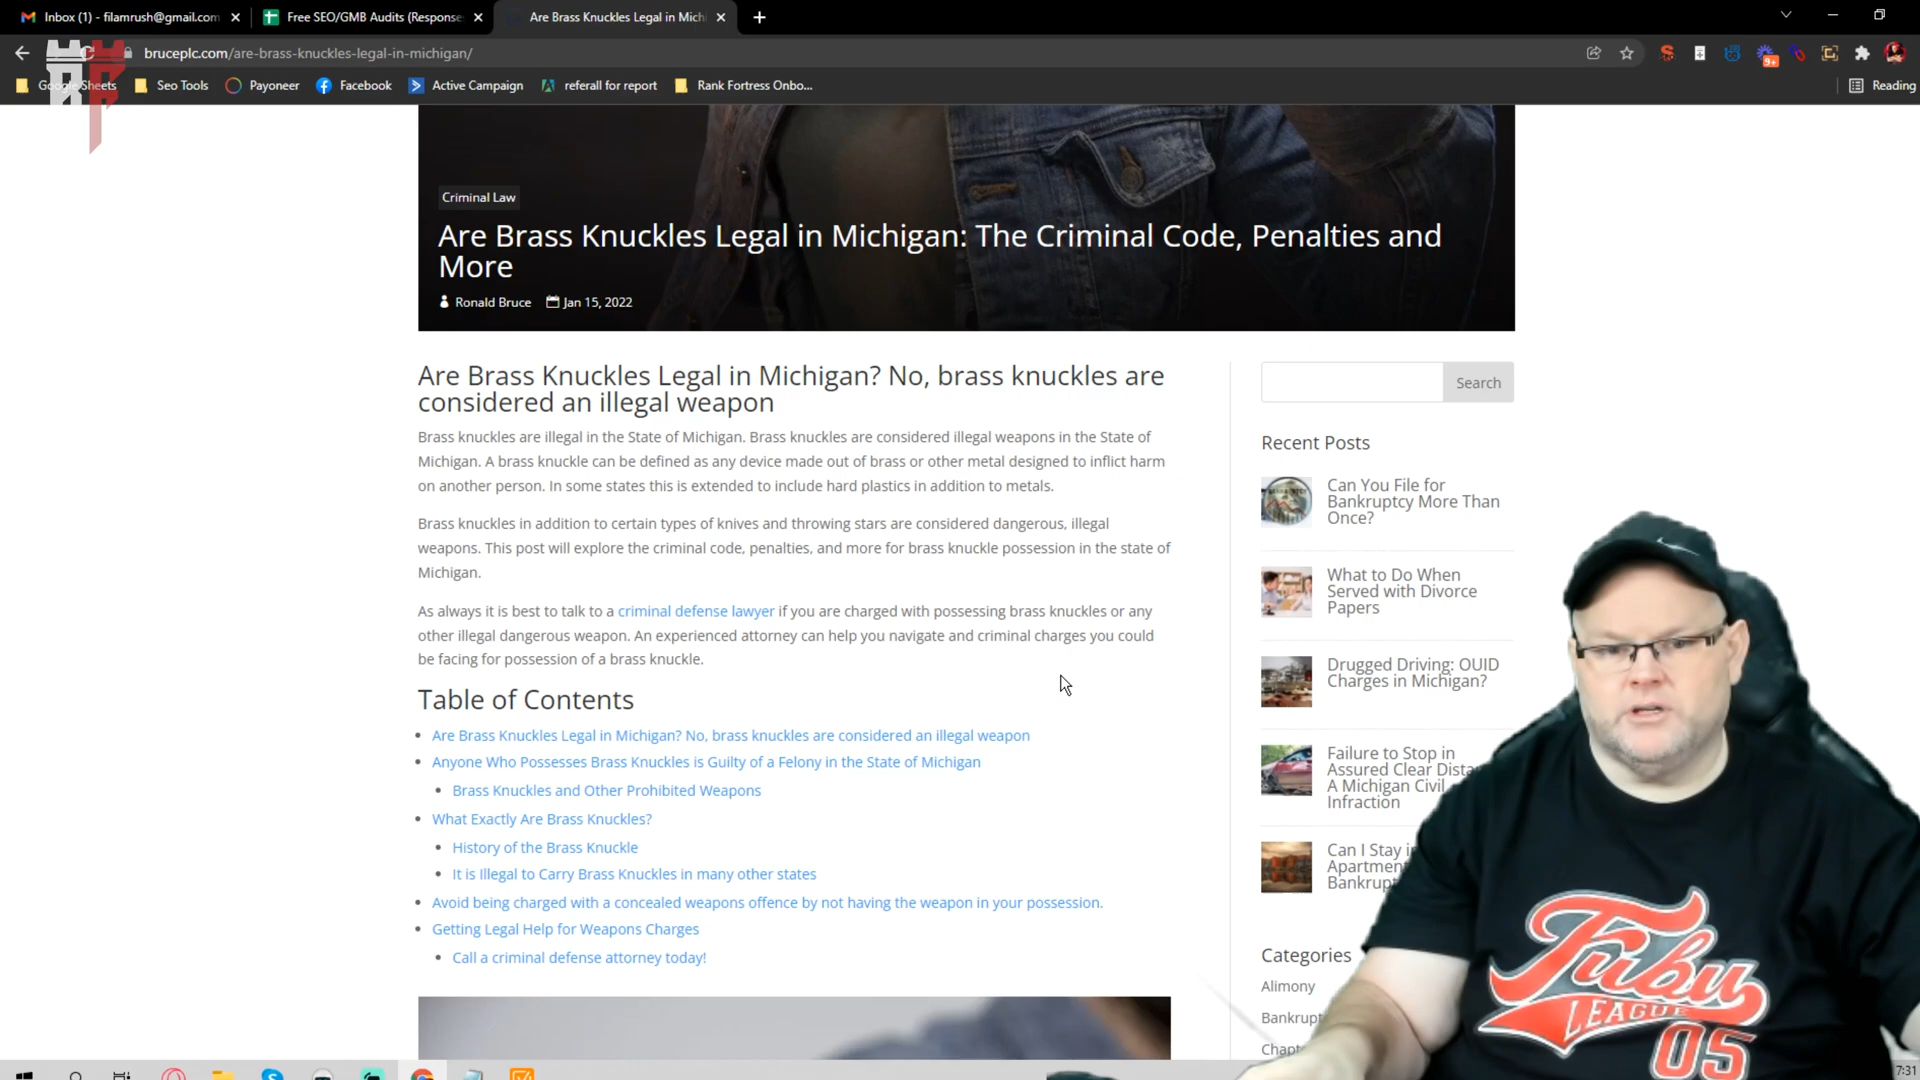 Inbox (1) - filamrush@gmail.com
Free SEO/GMB Audits (Response
Are Brass Knuckles Legal in Mich
bruceplc.com/are-brass-knuckles-legal-in-michigan/
9+
Google Sheets
Seo Tools
Payoneer
Facebook
Active Campaign
referall for report
Rank Fortress Onbo...
Reading
Criminal Law
Are Brass Knuckles Legal in Michigan: The Criminal Code, Penalties and
More
Ronald Bruce Jan 15, 2022
Are Brass Knuckles Legal in Michigan? No, brass knuckles are
considered an illegal weapon
Brass knuckles are illegal in the State of Michigan. Brass knuckles are considered illegal weapons in the State of
Michigan. A brass knuckle can be defined as any device made out of brass or other metal designed to inflict harm
on another person. In some states this is extended to include hard plastics in addition to metals.
Brass knuckles in addition to certain types of knives and throwing stars are considered dangerous, illegal
weapons. This post will explore the criminal code, penalties, and more for brass knuckle possession in the state of
Michigan.
As always it is best to talk to a criminal defense lawyer if you are charged with possessing brass knuckles or any
other illegal dangerous weapon. An experienced attorney can help you navigate and criminal charges you could
be facing for possession of a brass knuckle.
Table of Contents
Are Brass Knuckles Legal in Michigan? No, brass knuckles are considered an illegal weapon
Anyone Who Possesses Brass Knuckles is Guilty of a Felony in the State of Michigan
Brass Knuckles and Other Prohibited Weapons
What Exactly Are Brass Knuckles?
History of the Brass Knuckle
It is Illegal to Carry Brass Knuckles in many other states
Avoid being charged with a concealed weapons offence by not having the weapon in your possession.
Getting Legal Help for Weapons Charges
Call a criminal defense attorney today!
Search
Recent Posts
Can You File for
Bankruptcy More Than
Once?
What to Do When
Served with Divorce
Papers
Drugged Driving: OUID
Charges in Michigan?
Failure to Stop in
Assured Clear Dista
A Michigan Civil
Infraction
Can I Stay i
Apartmen
Bankrup
Categories
Alimony
Bankrupt
Chapt
Fubu
LEAGUE
05
7:31